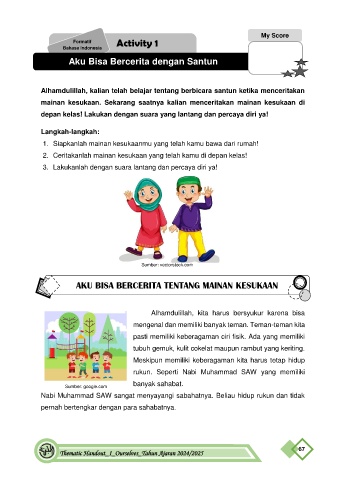 Formatif
Bahasa Indonesia
Activity 1
My Score
Aku Bisa Bercerita dengan Santun
Alhamdulillah, kalian telah belajar tentang berbicara santun ketika menceritakan
mainan kesukaan. Sekarang saatnya kalian menceritakan mainan kesukaan di
depan kelas! Lakukan dengan suara yang lantang dan percaya diri ya!
Langkah-langkah:
1. Siapkanlah mainan kesukaanmu yang telah kamu bawa dari rumah!
2. Ceritakanlah mainan kesukaan yang telah kamu di depan kelas!
3. Lakukanlah dengan suara lantang dan percaya diri ya!
Sumber: vectorstock.com
AKU BISA BERCERITA TENTANG MAINAN KESUKAAN
Alhamdulillah, kita harus bersyukur karena bisa
mengenal dan memiliki banyak teman. Teman-teman kita
pasti memiliki keberagaman ciri fisik. Ada yang memiliki
tubuh gemuk, kulit cokelat maupun rambut yang keriting.
Meskipun memiliki keberagaman kita harus tetap hidup
rukun. Seperti Nabi Muhammad SAW yang memiliki
banyak sahabat.
Sumber: google.com
Nabi Muhammad SAW sangat menyayangi sahabatnya. Beliau hidup rukun dan tidak
pernah bertengkar dengan para sahabatnya.
Thematic Handout_1_Ourselves_Tahun Ajaran 2024/2025
67